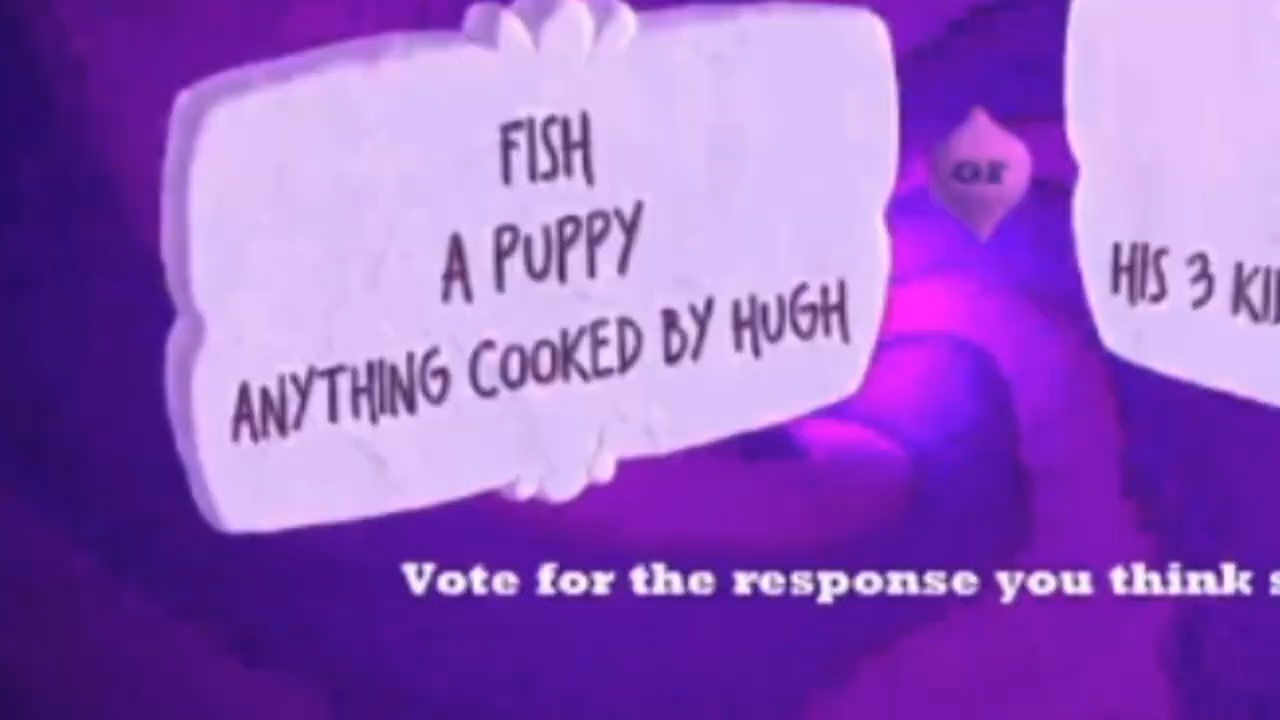 FISH
A PUPPY
ANYTHING COOKED BY HUGH
or
HIS 3
Vote for the response you think